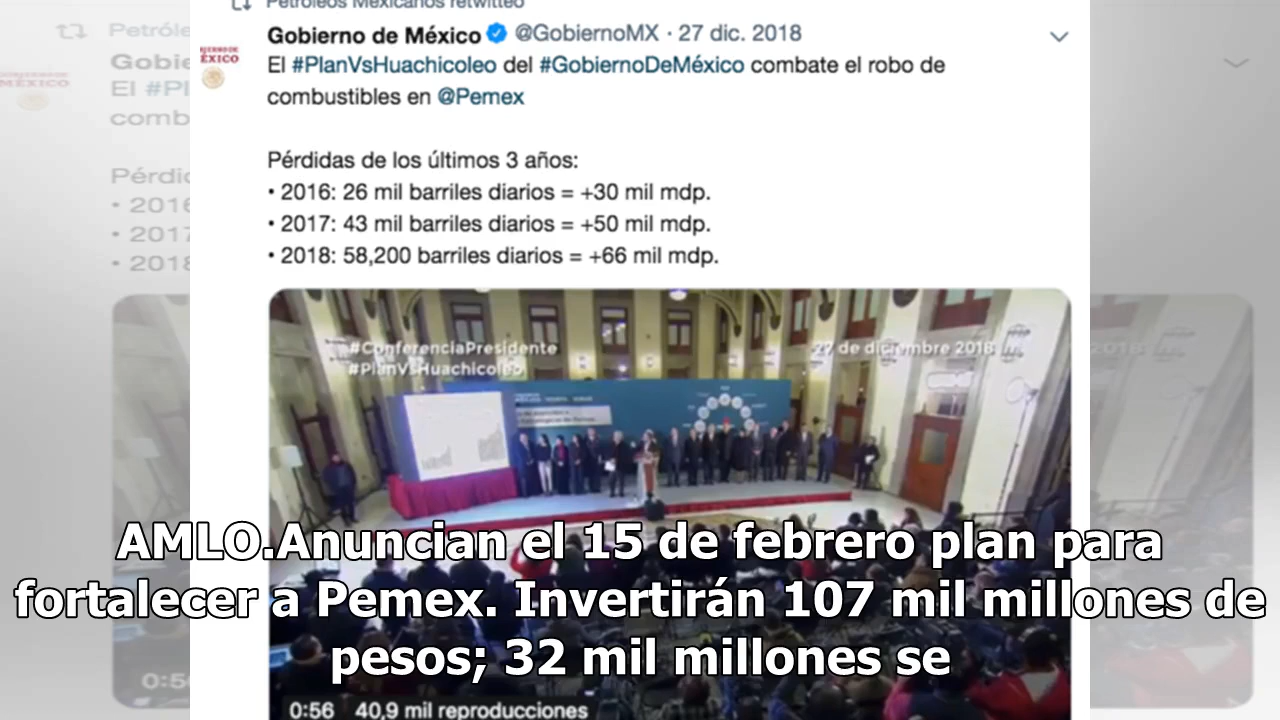 Petróleos Mexicanos retwitteó
Gobierno de México @GobiernoMX · 27 dic. 2018
El #PlanVsHuachicoleo del #GobiernoDeMéxico combate el robo de
combustibles en @Pemex
Pérdidas de los últimos 3 años:
• 2016: 26 mil barriles diarios = +30 mil mdp.
• 2017: 43 mil barriles diarios = +50 mil mdp.
• 2018: 58,200 barriles diarios = +66 mil mdp.
#ConferenciaPresidente
#PlanVsHuachicoleo
27 de diciembre 2018
AMLO.Anuncian el 15 de febrero plan para
fortalecer a Pemex. Invertirán 107 mil millones de
pesos; 32 mil millones se
0:56 40,9 mil reproducciones